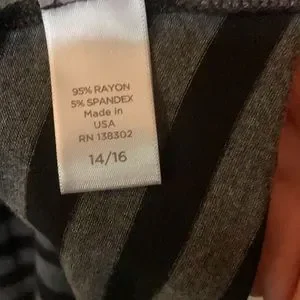 95% RAYON
5% SPANDEX
Made in
USA
RN 138302
14/16